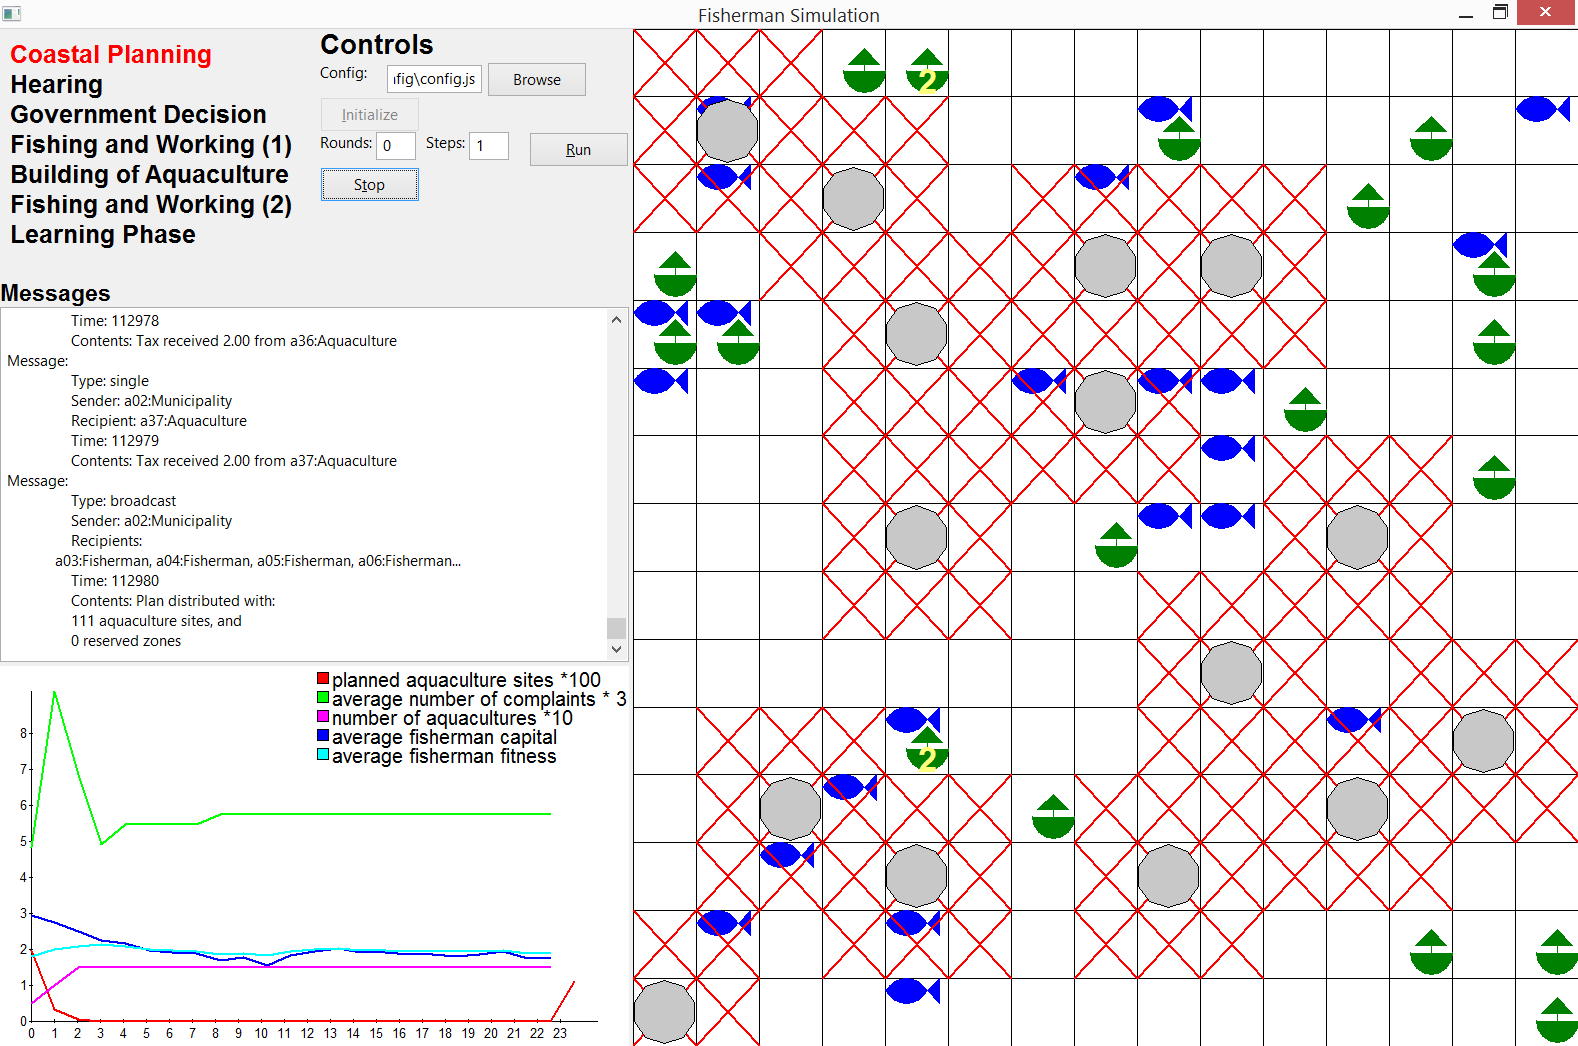 Fisherman Simulation
Coastal Planning
Hearing
Government Decision
Fishing and Working (1)
Building of Aquaculture
Fishing and Working (2)
Learning Phase
Controls
Config:
fig\config.js
Browse
Initialize
Rounds: 0 Steps: 1
Run
Stop
Messages
Time: 112978
Contents: Tax received 2.00 from a36:Aquaculture
Message:
Type: single
Sender: a02:Municipality
Recipient: a37:Aquaculture
Time: 112979
Contents: Tax received 2.00 from a37:Aquaculture
Message:
Type: broadcast
Sender: a02:Municipality
Recipients:
a03:Fisherman, a04:Fisherman, a05:Fisherman, a06:Fisherman...
Time: 112980
Contents: Plan distributed with:
111 aquaculture sites, and
0 reserved zones
planned aquaculture sites *100
average number of complaints * 3
number of aquacultures *10
average fisherman capital
average fisherman fitness
8
7
6
5
4
3
2
1
0
0 1 2 3 4 5 6 7 8 9 10 11 12 13 14 15 16 17 18 19 20 21 22 23
2
2